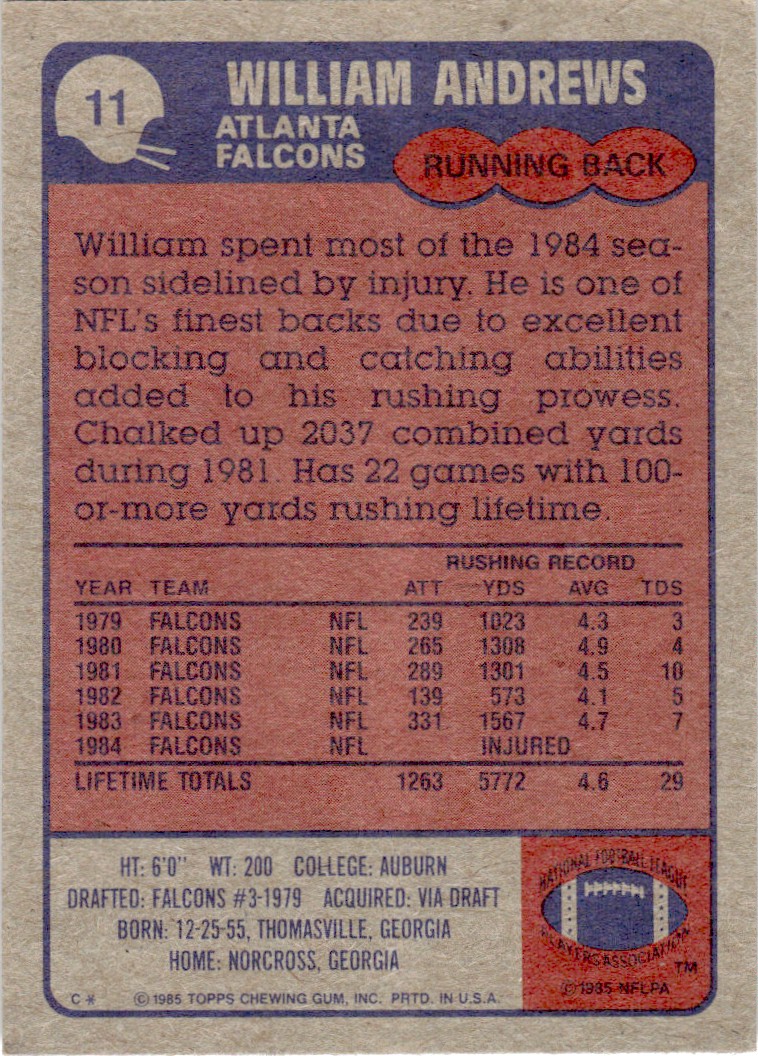 11
WILLIAM ANDREWS
ATLANTA
FALCONS
RUNNING BACK
William spent most of the 1984 sea-
son sidelined by injury. He is one of
NFL's finest backs due to excellent
blocking and catching abilities
added to his rushing prowess.
Chalked up 2037 combined yards
during 1981. Has 22 games with 100-
or-more yards rushing lifetime.
RUSHING RECORD
YEAR TEAM ATT YDS AVG TDS
1979 FALCONS NFL 239 1023 4.3 3
1980 FALCONS NFL 265 1308 4.9 4
1981 FALCONS NFL 289 1301 4.5 10
1982 FALCONS NFL 139 573 4.1 5
1983 FALCONS NFL 331 1567 4.7 7
1984 FALCONS NFL INJURED
LIFETIME TOTALS 1263 5772 4.6 29
HT: 6'0" WT: 200 COLLEGE: AUBURN
DRAFTED: FALCONS #3-1979 ACQUIRED: VIA DRAFT
BORN: 12-25-55, THOMASVILLE, GEORGIA
HOME: NORCROSS, GEORGIA
C* © 1985 TOPPS CHEWING GUM, INC. PRTD. IN U.S.A.
NATIONAL FOOTBALL LEAGUE
PLAYERS ASSOCIATION
TM
© 1985 NFLPA